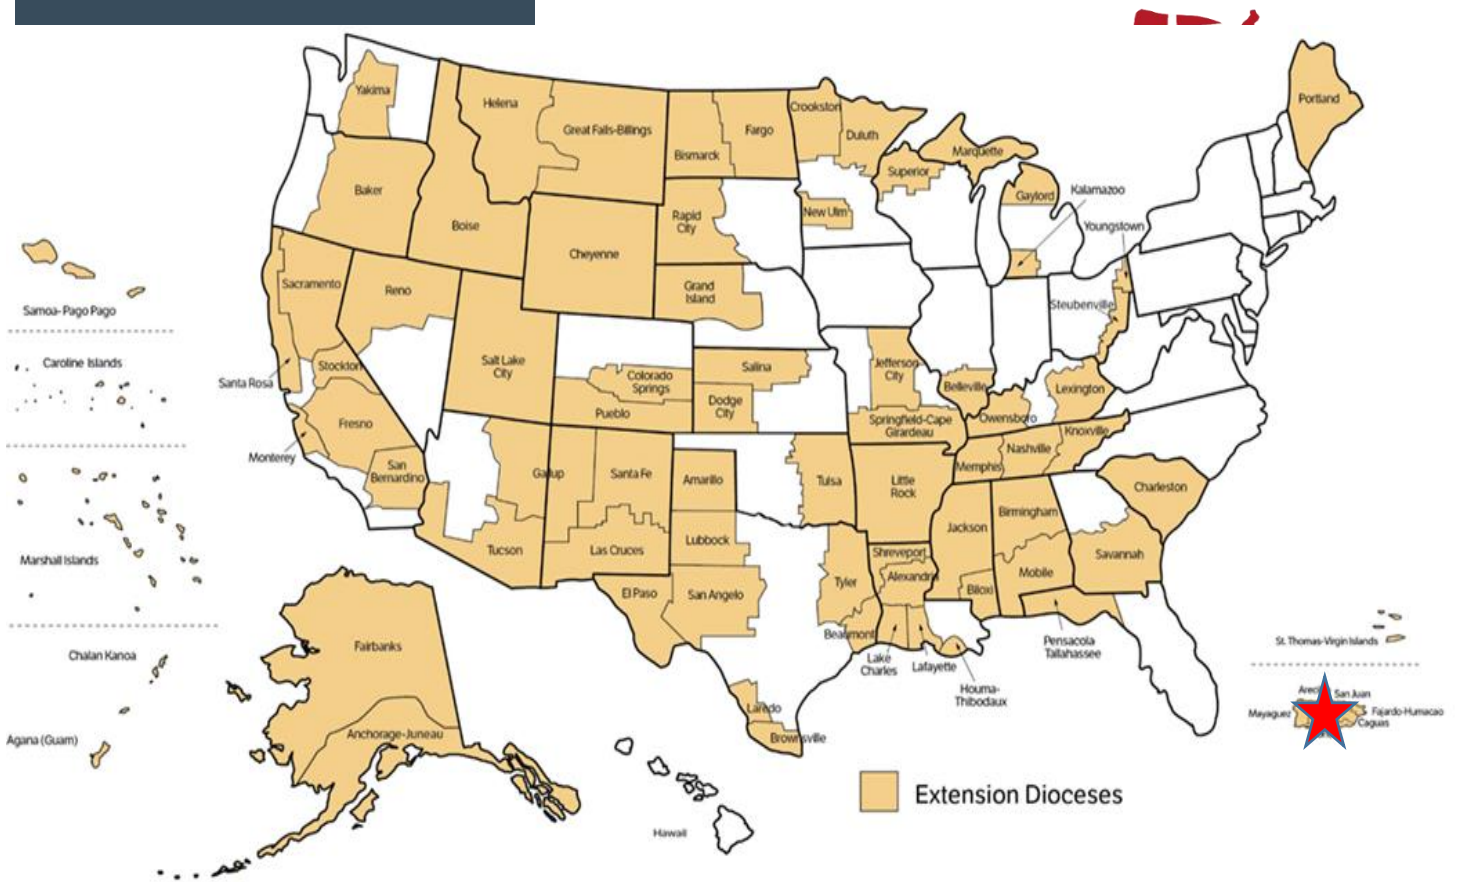 Yakima
Helena
Great Falls-Billings
Bismarck
Fargo
Crookston
Duluth
Marquette
Superior
Portland
Baker
Boise
Cheyenne
Rapid
City
New Ulm
Gaylord
Kalamazoo
Youngstown
Sacramento
Reno
Grand
Island
Steubenville
Samoa- Pago Pago
Caroline Islands
Santa Rosa
Stockton
Salt Lake
City
Colorado
Springs
Pueblo
Salina
Dodge
City
Jefferson
City
Belleville
Lexington
Owensboro
Springfield-Cape
Girardeau
Fresno
Monterey
San
Bernardino
Gallup
Santa Fe
Amarillo
Tulsa
Little
Rock
Memphis
Nashville
Knoxville
Charleston
Marshall Islands
Tucson
Las Cruces
Lubbock
El Paso
San Angelo
Tyler
Beaumont
Shreveport
Alexandria
Jackson
Biloxi
Birmingham
Mobile
Savannah
Lake
Charles
Lafayette
Houma-
Thibodaux
Pensacola
Tallahassee
Laredo
Brownsville
Chalan Kanoa
Agana (Guam)
Fairbanks
Anchorage-Juneau
Hawaii
St. Thomas-Virgin Islands
San Juan
Mayaguez
Fajardo-Humacao
Caguas
Extension Dioceses